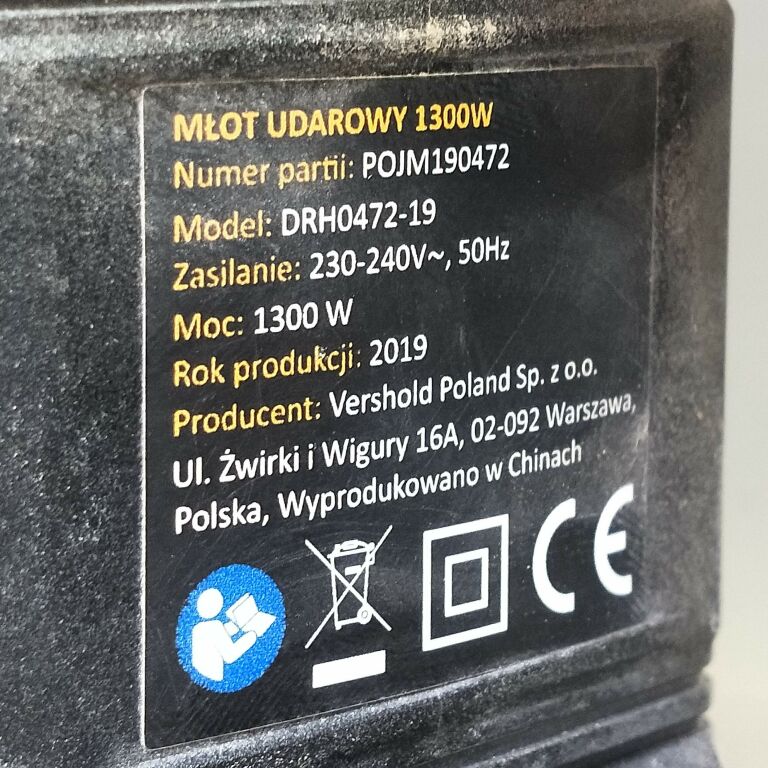 MŁOT UDAROWY 1300W
Numer partii: POJM190472
Model: DRH0472-19
Zasilanie: 230-240V~, 50Hz
Moc: 1300 W
Rok produkcji: 2019
Producent: Vershold Poland Sp. z o.o.
Ul. Żwirki i Wigury 16A, 02-092 Warszawa,
Polska, Wyprodukowano w Chinach
CE